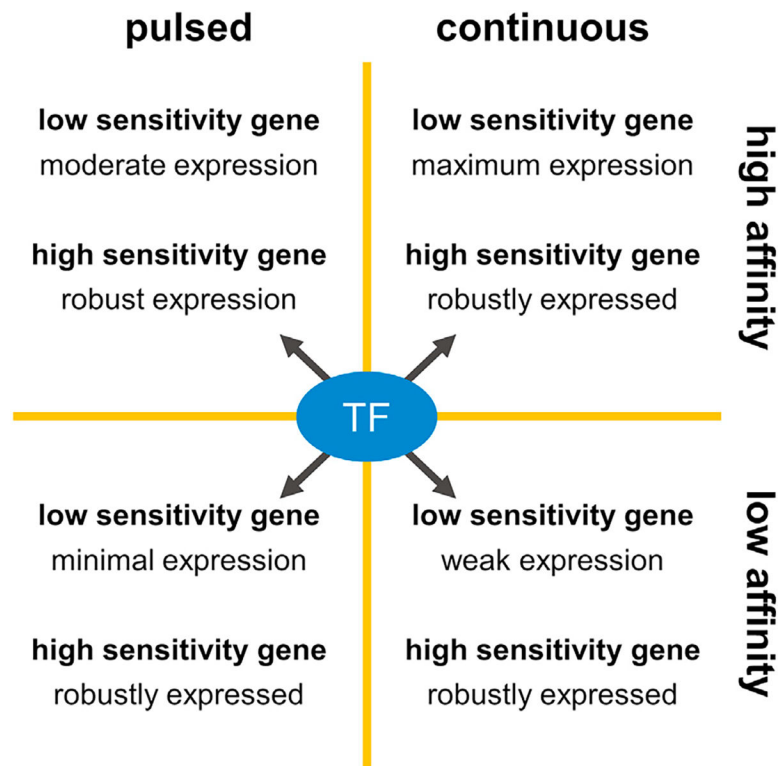 pulsed
continuous
low sensitivity gene
moderate expression
high sensitivity gene
robust expression
low sensitivity gene
maximum expression
high sensitivity gene
robustly expressed
high affinity
TF
low sensitivity gene
minimal expression
high sensitivity gene
robustly expressed
low sensitivity gene
weak expression
high sensitivity gene
robustly expressed
low affinity